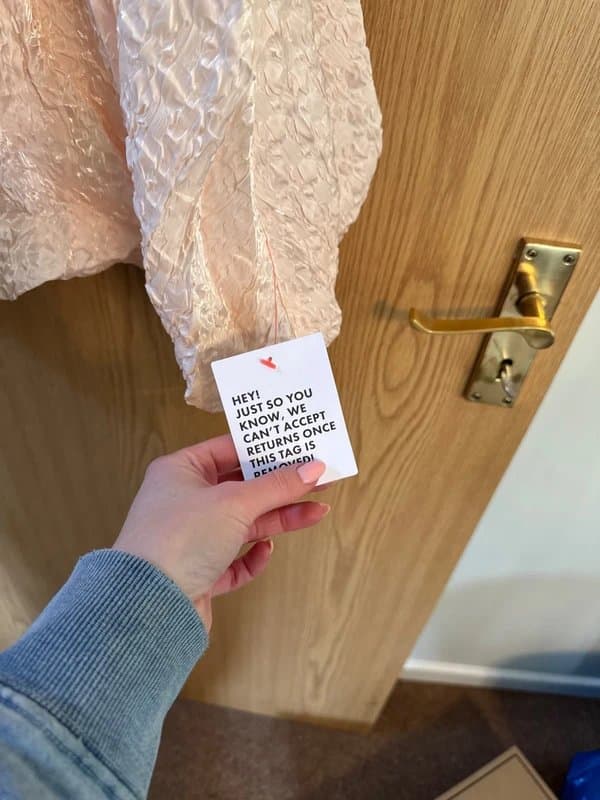 HEY!
JUST SO YOU
KNOW, WE
CAN'T ACCEPT
RETURNS ONCE
THIS TAG IS
REMOVED!